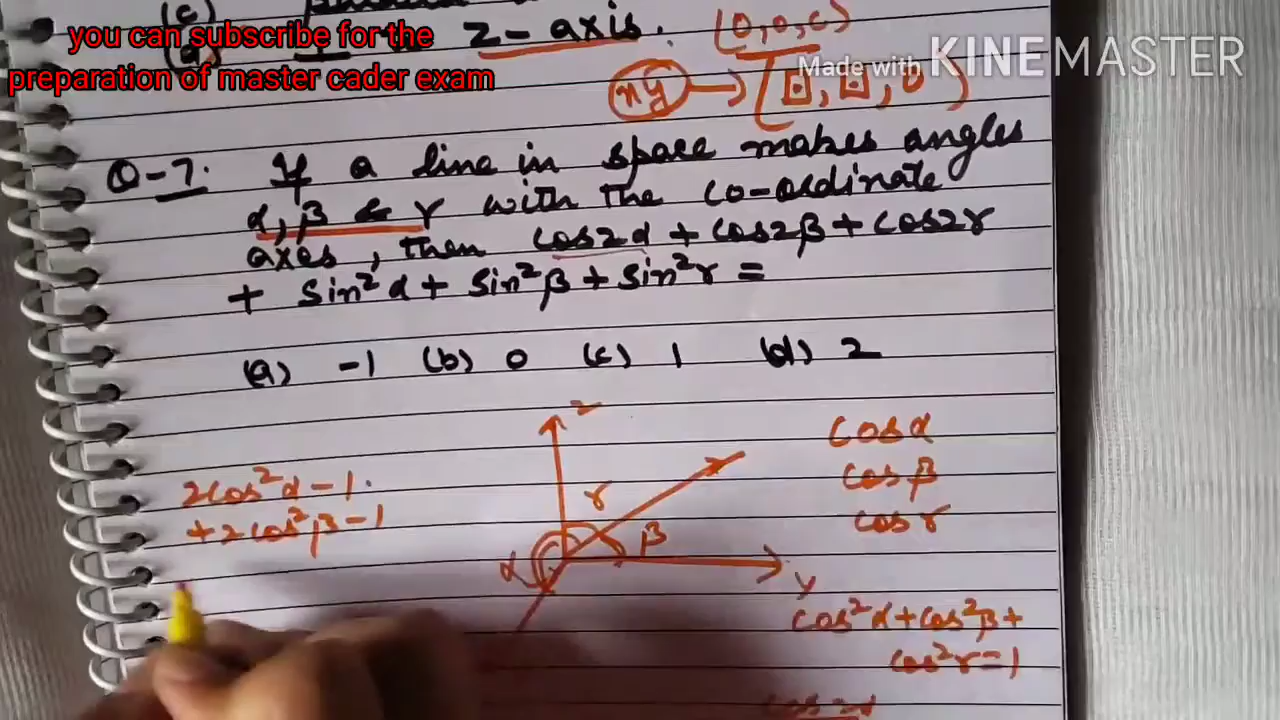 (c)
(d)
z-axis. (0,0,c)
you can subscribe for the
preparation of master cader exam
Made with KINEMASTER
xy → ( , , 0 )
Q-7. If a line in space makes angles
α, β & γ with the co-ordinate
axes, then cos2α + cos2β + cos2γ
+ sin²α + sin²β + sin²γ =
(a) -1 (b) 0 (c) 1 (d) 2
z
2cos²α-1.
+2cos²β-1
γ
β
α
y
cosα
cosβ
cosγ
cos²α+cos²β+
cos²γ=1
cos2α